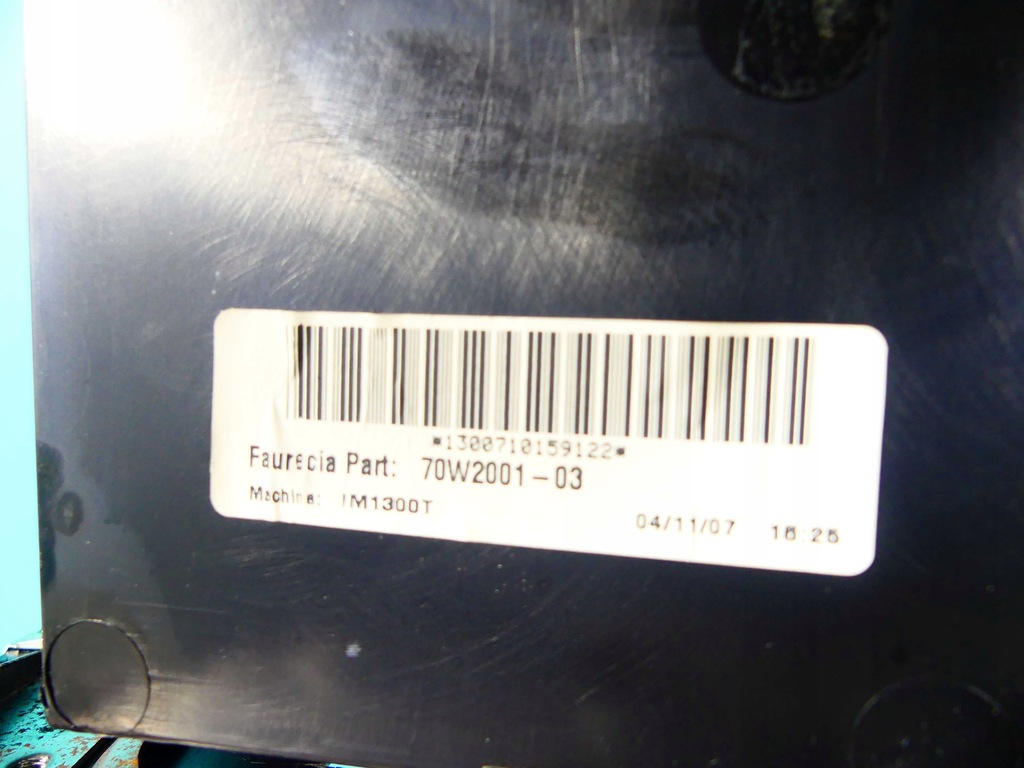 *1300710159122*
Faurecia Part: 70W2001-03
Machine: IM1300T
04/11/07 16:25